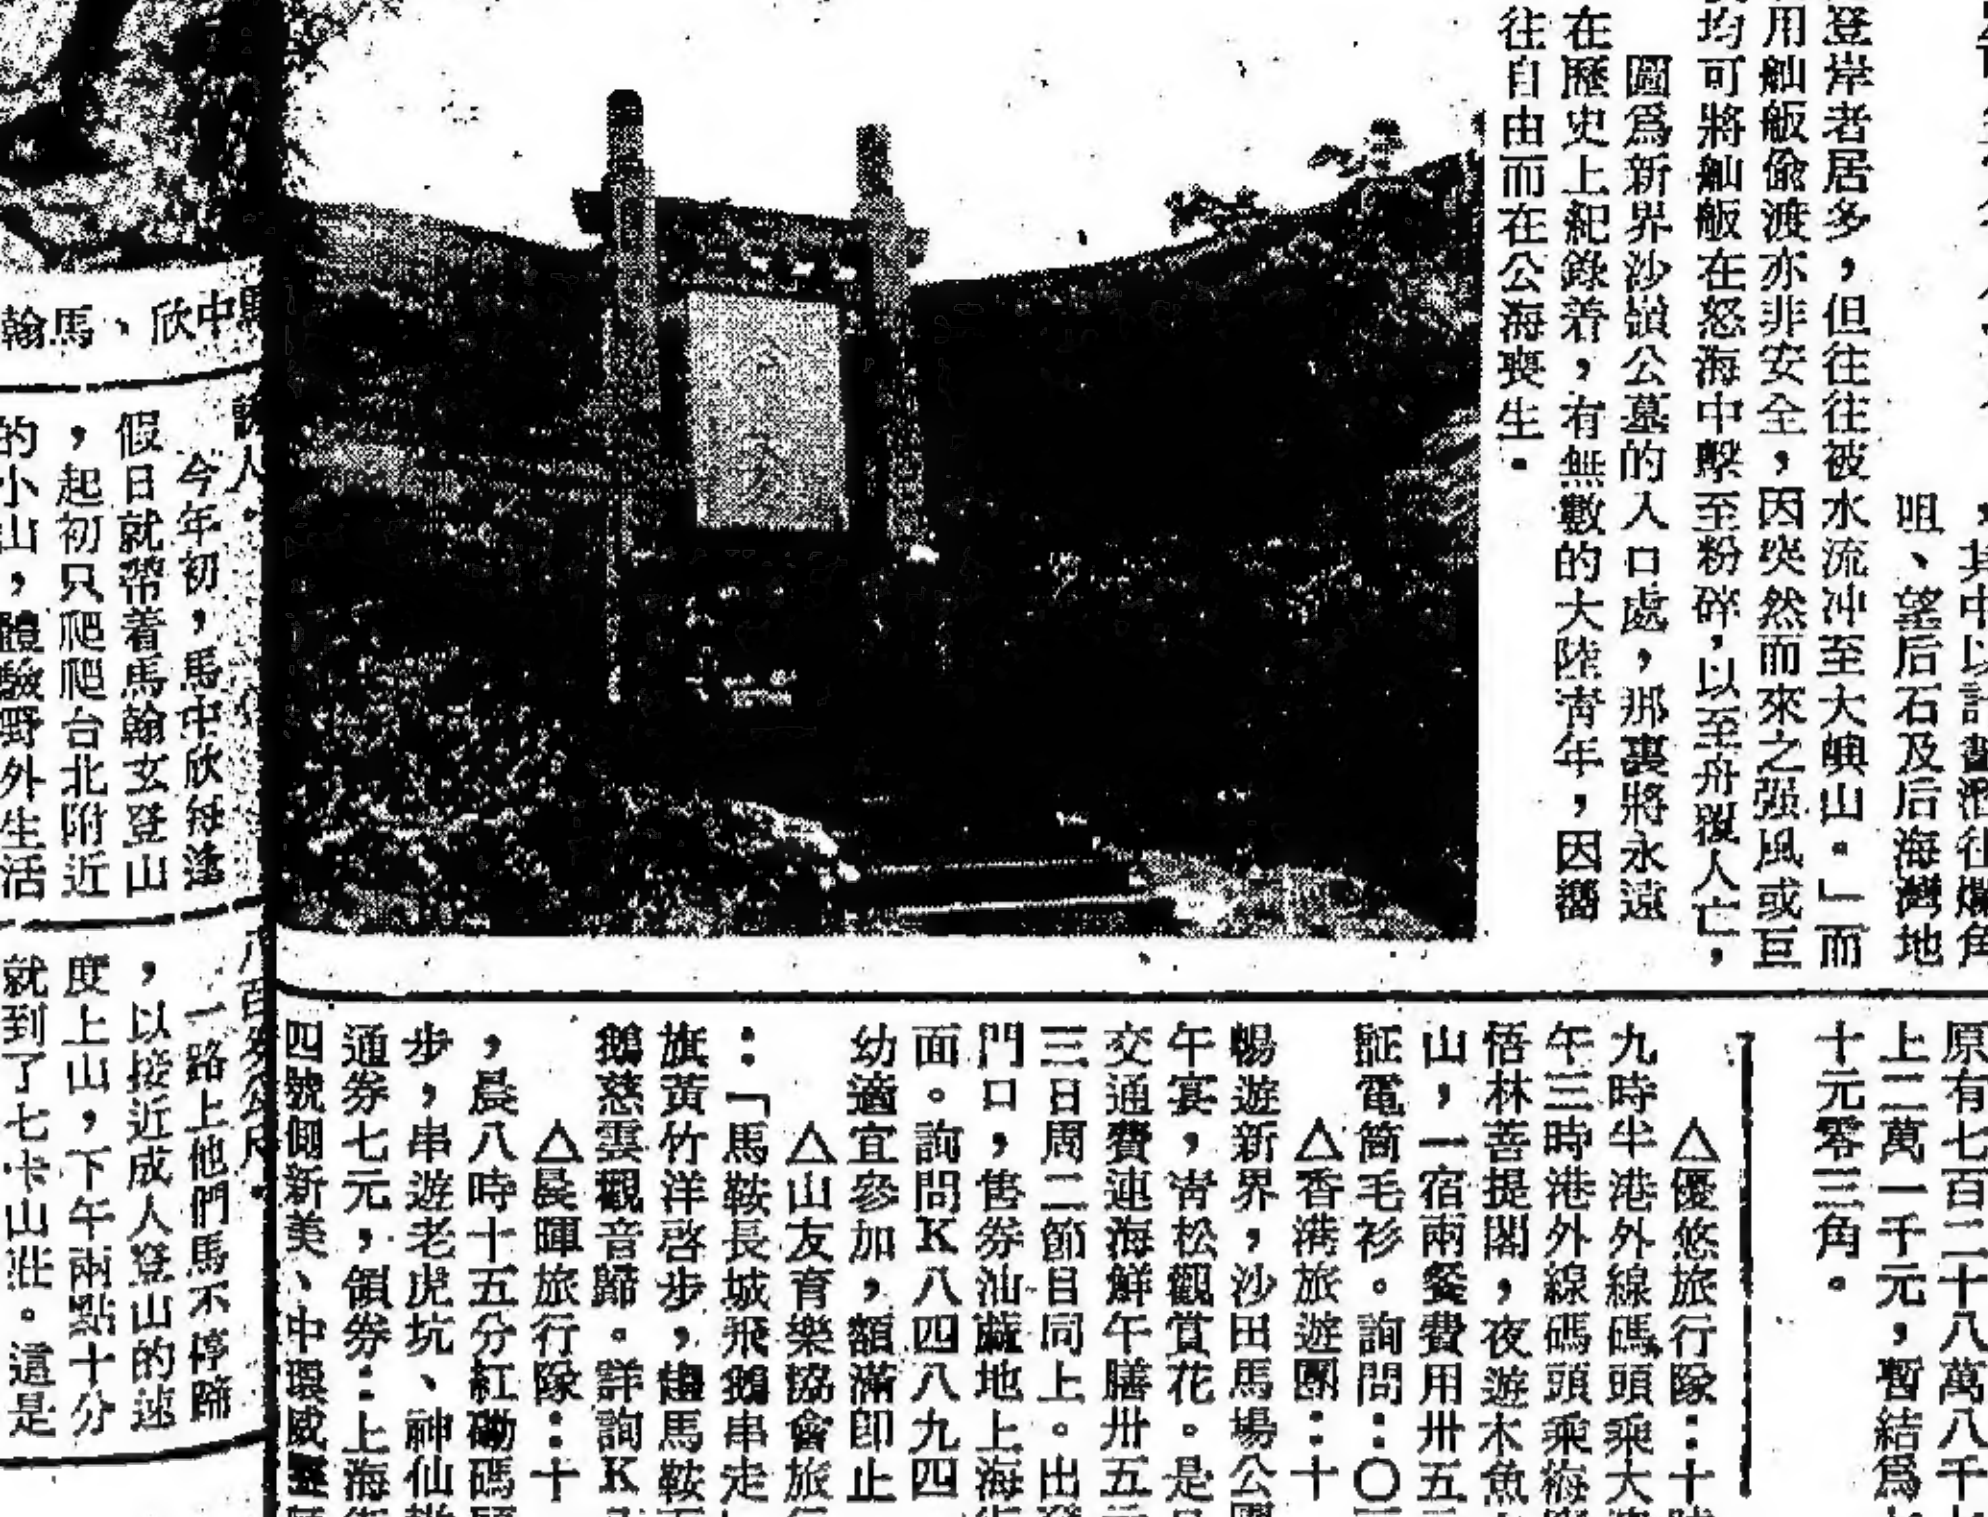 咀、望后石及后海灣地
登岸者居多，但往往被水流冲至大嶼山。」而
用舢舨偸渡亦非安全，因突然而來之强風或巨
均可將舢舨在怒海中擊至粉碎，以至舟覆人亡，
圖爲新界沙嶺公墓的入口處，那裏將永遠
在歷史上紀錄着，有無數的大陸靑年，因嚮
往自由而在公海喪生。
中欣、馬翰
今年初，馬中欣每逢
假日就帶着馬翰玄登山
，起初只爬爬台北附近
的小山，體驗野外生活
一路上他們馬不停蹄
，以接近成人登山的速
度上山，下午兩點十分
就到了七卡山莊。這是
原有七百二十八萬八千
上二萬一千元，暫結爲
十元零三角。
△優悠旅行隊：十
九時半港外線碼頭乘大
午三時港外線碼頭乘
悟林菩提閣，夜遊木魚
山，一宿兩餐費用卅五
電筒毛衫。詢問：〇
△香港旅遊團：十
暢遊新界，沙田馬場公
午宴，靑松觀賞花。是
交通費連海鮮午膳卅五
三日周二節目同上。出
門口，售券汕 地上海
面。詢問K八四八九四
幼適宜參加，額滿即止
△山友育樂協會旅
：「馬鞍長城飛鵝串走
旗黃竹洋啓步，趨馬鞍
鵝慈雲觀音歸。詳詢K
△晨暉旅行隊：十
，晨八時十五分紅磡碼
步，串遊老虎坑、神仙
通券七元，領券：上海
四號側新美、中環威